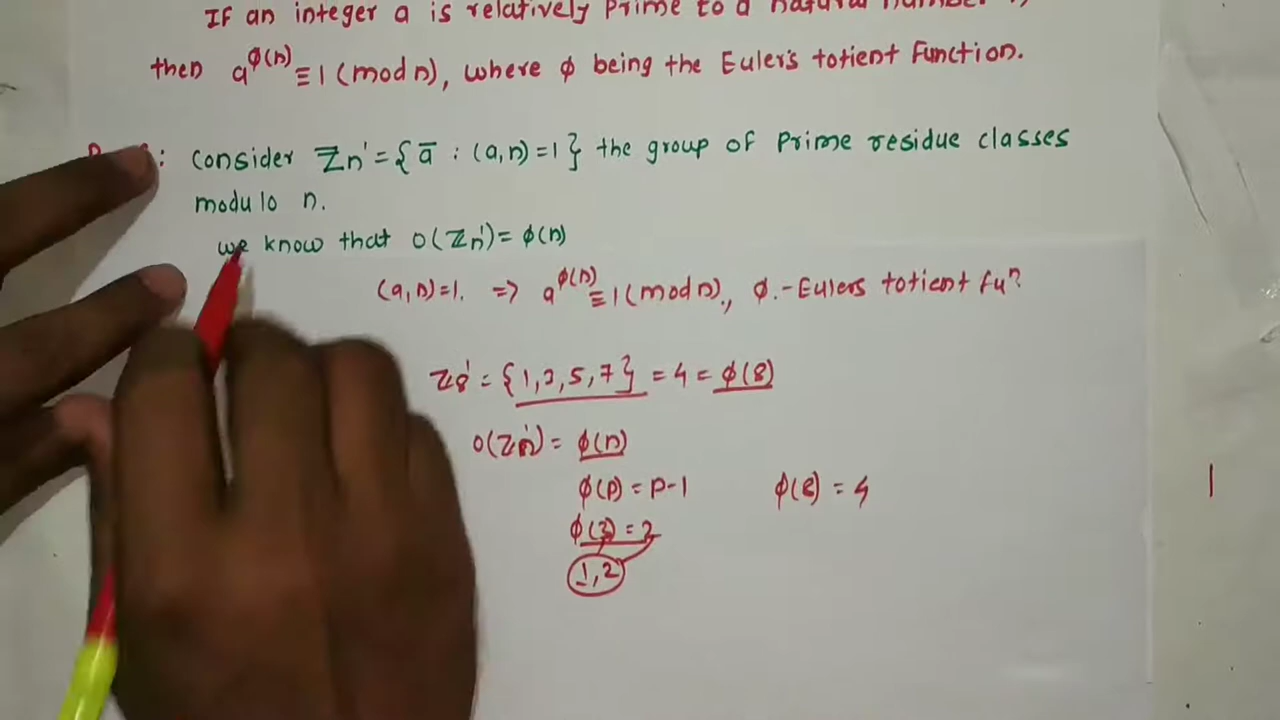 If an integer a is relatively prime to a natural number
then a^ϕ(n) ≡ 1 (mod n), where ϕ being the Euler's totient function.
: Consider Zn' = {ā : (a,n)=1} the group of Prime residue classes
modulo n.
we know that O(Zn') = ϕ(n)
(a,n)=1. => a^ϕ(n) ≡ 1 (mod n), ϕ.-Eulers totient fuⁿ
Z8' = {1,3,5,7} = 4 = ϕ(8)
O(Zn') = ϕ(n)
ϕ(P) = P-1 ϕ(8) = 4
ϕ(3) = 2
1,2